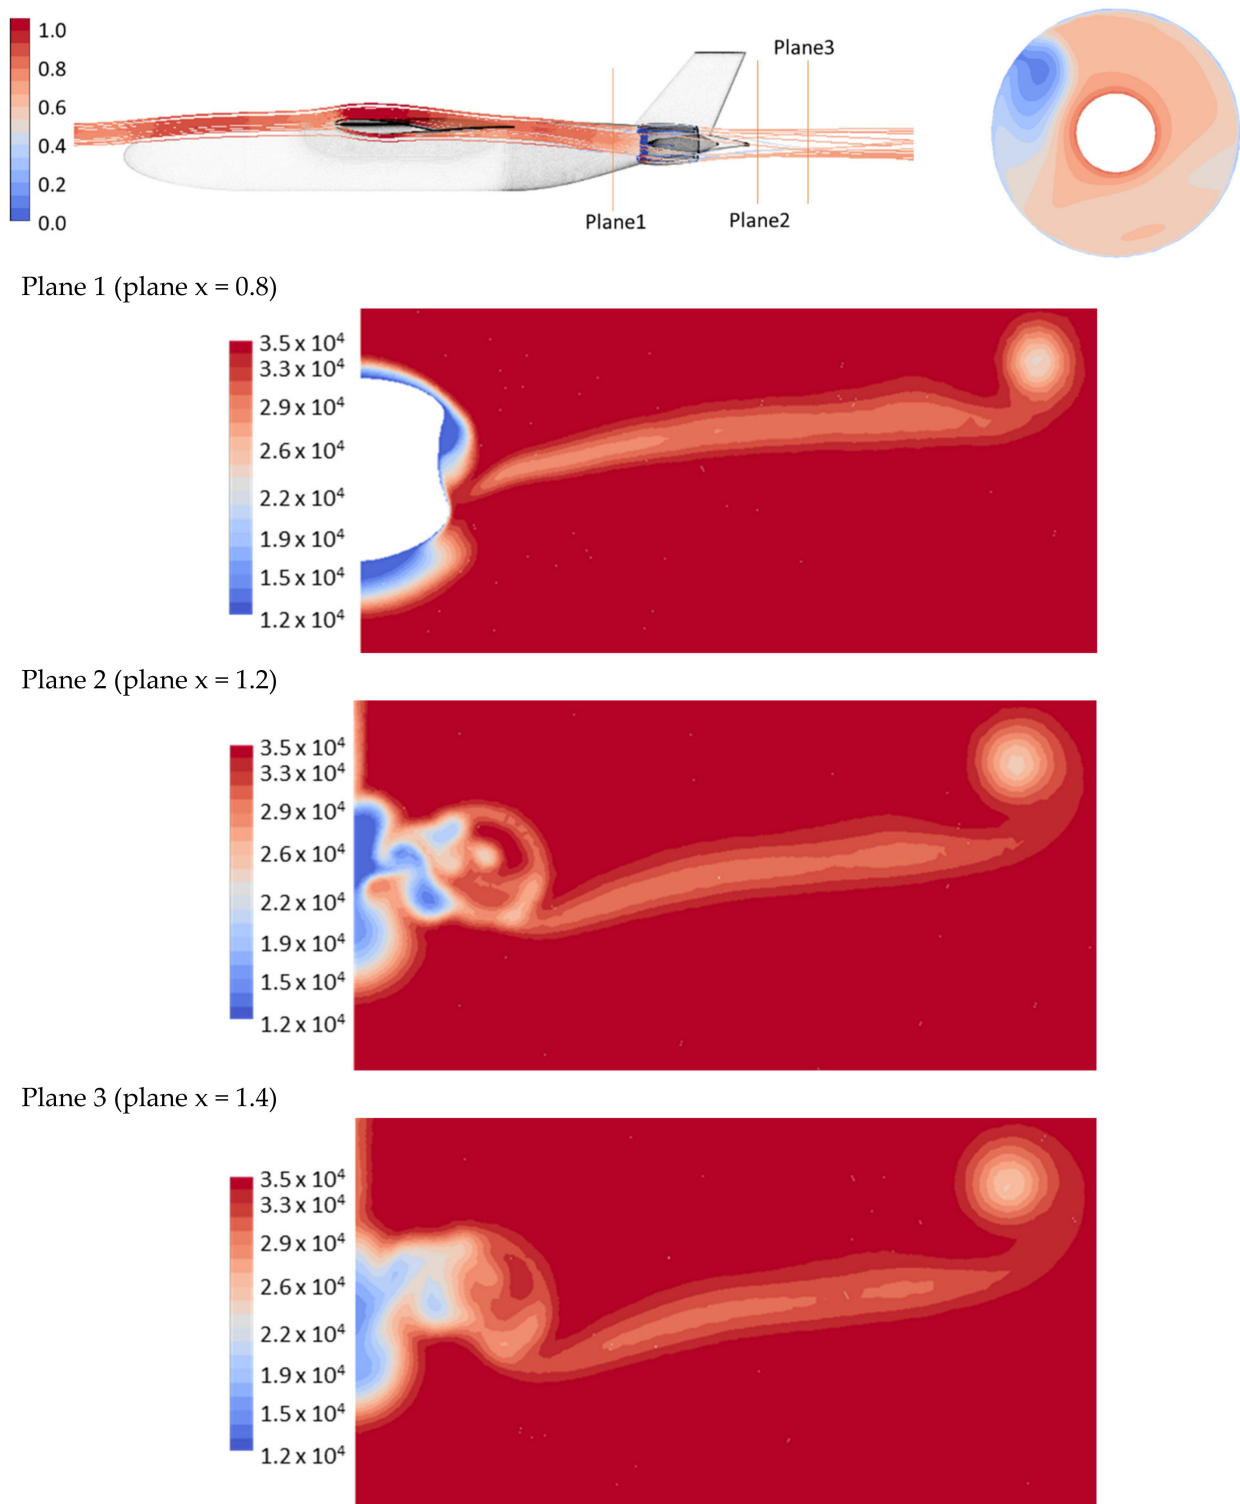 1.0
0.8
0.6
0.4
0.2
0.0
Plane3
Plane1
Plane2
Plane 1 (plane x = 0.8)
3.5 x 10⁴
3.3 x 10⁴
2.9 x 10⁴
2.6 x 10⁴
2.2 x 10⁴
1.9 x 10⁴
1.5 x 10⁴
1.2 x 10⁴
Plane 2 (plane x = 1.2)
3.5 x 10⁴
3.3 x 10⁴
2.9 x 10⁴
2.6 x 10⁴
2.2 x 10⁴
1.9 x 10⁴
1.5 x 10⁴
1.2 x 10⁴
Plane 3 (plane x = 1.4)
3.5 x 10⁴
3.3 x 10⁴
2.9 x 10⁴
2.6 x 10⁴
2.2 x 10⁴
1.9 x 10⁴
1.5 x 10⁴
1.2 x 10⁴